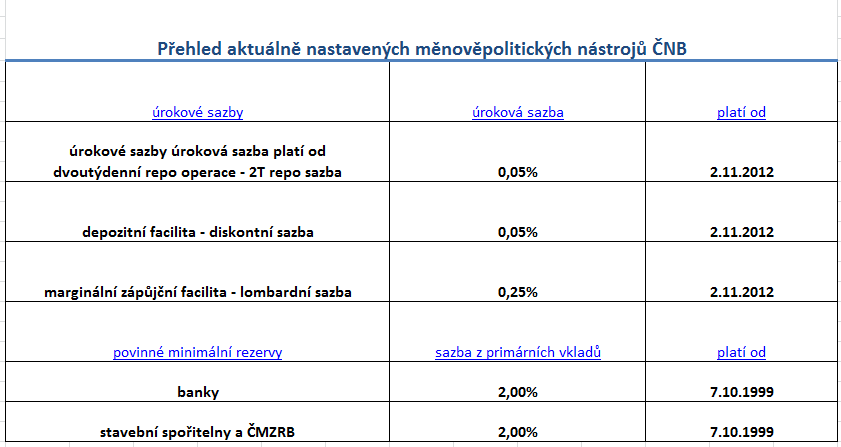 Přehled aktuálně nastavených měnověpolitických nástrojů ČNB
úrokové sazby úroková sazba platí od
úrokové sazby úroková sazba platí od
dvoutýdenní repo operace - 2T repo sazba 0,05% 2.11.2012
depozitní facilita - diskontní sazba 0,05% 2.11.2012
marginální zápůjční facilita - lombardní sazba 0,25% 2.11.2012
povinné minimální rezervy sazba z primárních vkladů platí od
banky 2,00% 7.10.1999
stavební spořitelny a ČMZRB 2,00% 7.10.1999